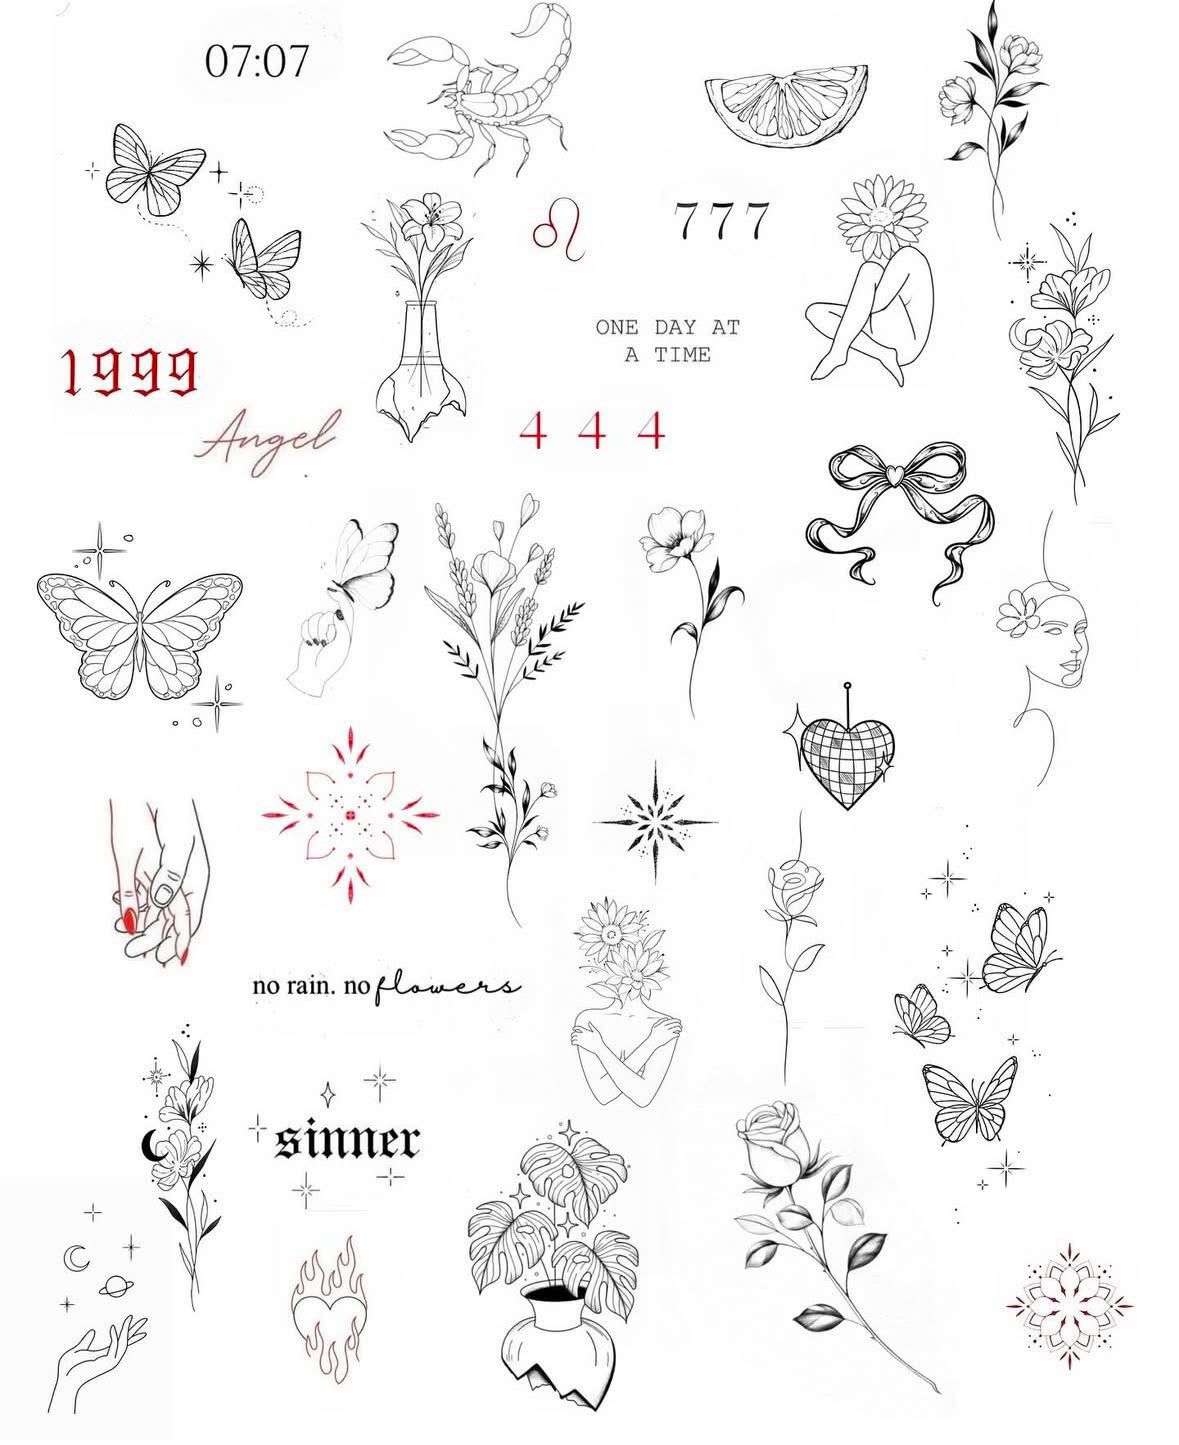 07:07
777
ONE DAY AT
A TIME
1999
Angel
4 4 4
no rain. no flowers
sinner